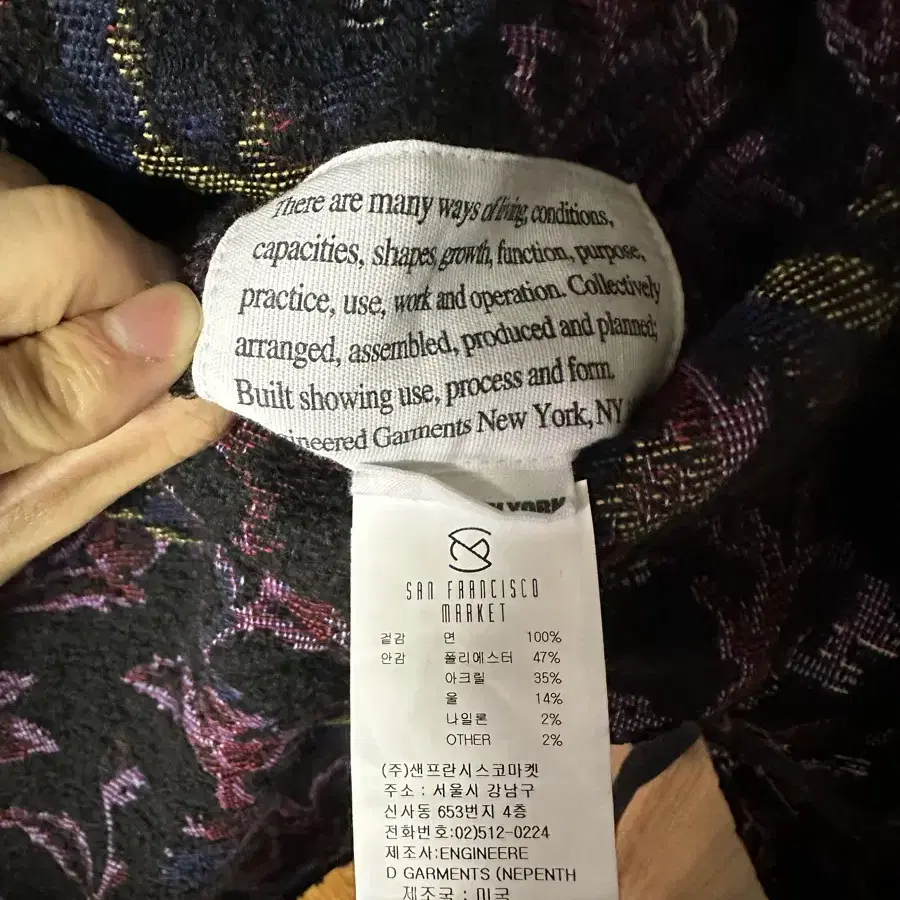 There are many ways of living, conditions,
capacities, shapes, growth, function, purpose,
practice, use, work and operation. Collectively
arranged, assembled, produced and planned;
Built showing use, process and form.
ineered Garments New York, NY
YORK
SAN FRANCISCO
MARKET
겉감 면 100%
안감 폴리에스터 47%
아크릴 35%
울 14%
나일론 2%
OTHER 2%
(주)샌프란시스코마켓
주소 : 서울시 강남구
신사동 653번지 4층
전화번호:02)512-0224
제조사:ENGINEERE
D GARMENTS (NEPENTH
제조국 : 미국